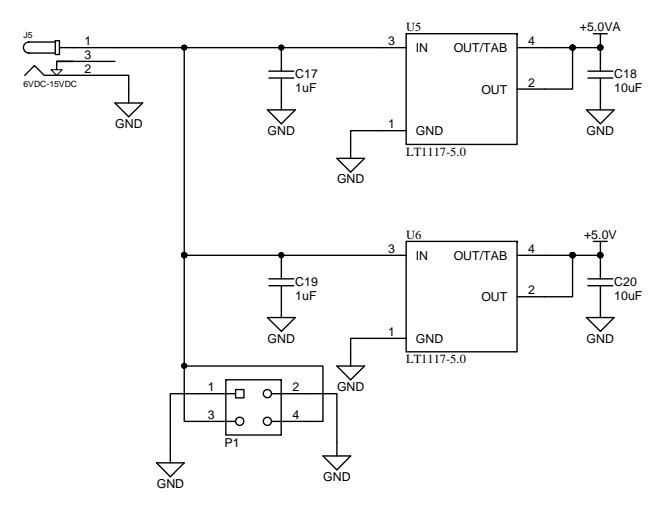 J5
1
3
2
6VDC-15VDC
GND
C17
1uF
GND
U5
3
IN
OUT/TAB
4
OUT
2
1
GND
LT1117-5.0
GND
+5.0VA
C18
10uF
GND
C19
1uF
GND
U6
3
IN
OUT/TAB
4
OUT
2
1
GND
LT1117-5.0
GND
+5.0V
C20
10uF
GND
1
2
3
4
P1
GND
GND